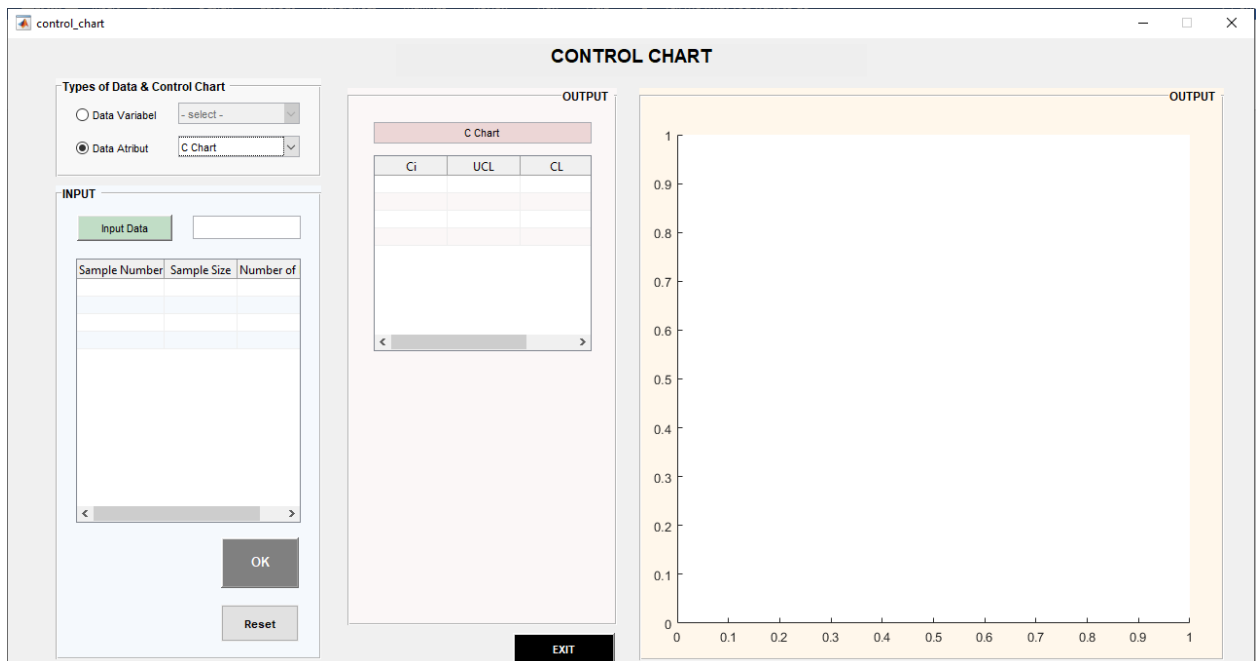 control_chart
CONTROL CHART
Types of Data & Control Chart
Data Variabel
- select -
Data Atribut
C Chart
INPUT
Input Data
Sample Number Sample Size Number of
OK
Reset
OUTPUT
C Chart
Ci UCL CL
EXIT
OUTPUT
1
0.9
0.8
0.7
0.6
0.5
0.4
0.3
0.2
0.1
0
0 0.1 0.2 0.3 0.4 0.5 0.6 0.7 0.8 0.9 1